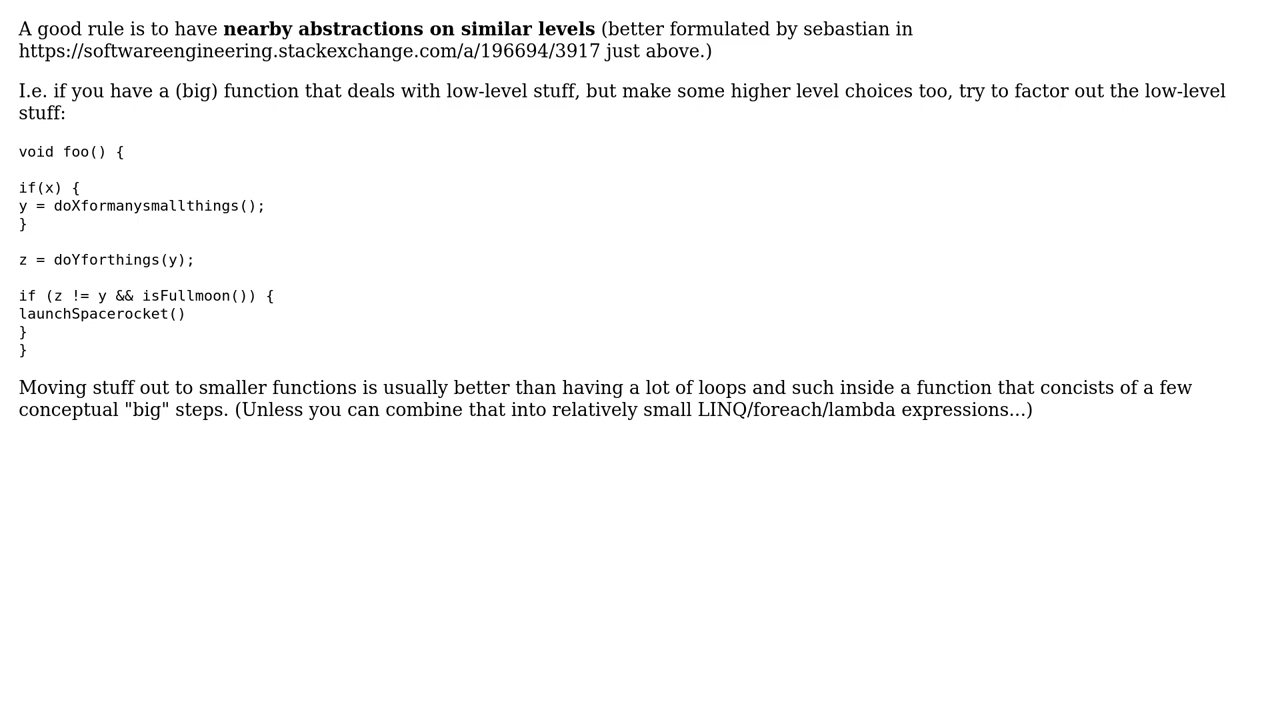 A good rule is to have nearby abstractions on similar levels (better formulated by sebastian in
https://softwareengineering.stackexchange.com/a/196694/3917 just above.)
I.e. if you have a (big) function that deals with low-level stuff, but make some higher level choices too, try to factor out the low-level
stuff:
void foo() {
if(x) {
y = doXformanysmallthings();
}
z = doYforthings(y);
if (z != y && isFullmoon()) {
launchSpacerocket()
}
}
Moving stuff out to smaller functions is usually better than having a lot of loops and such inside a function that concists of a few
conceptual "big" steps. (Unless you can combine that into relatively small LINQ/foreach/lambda expressions...)